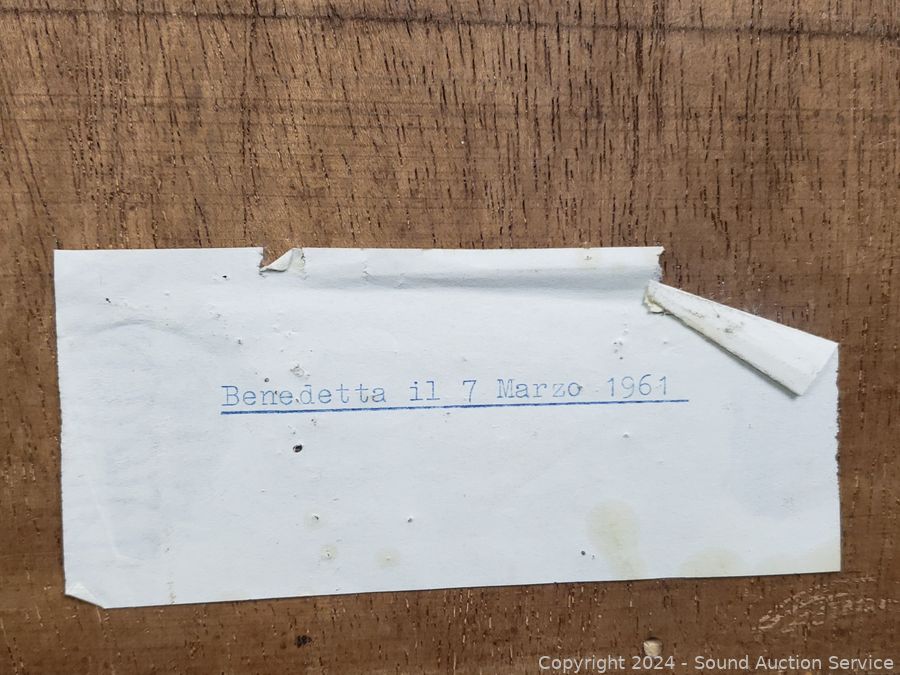 Benedetta il 7 Marzo 1961
Copyright 2024 - Sound Auction Service